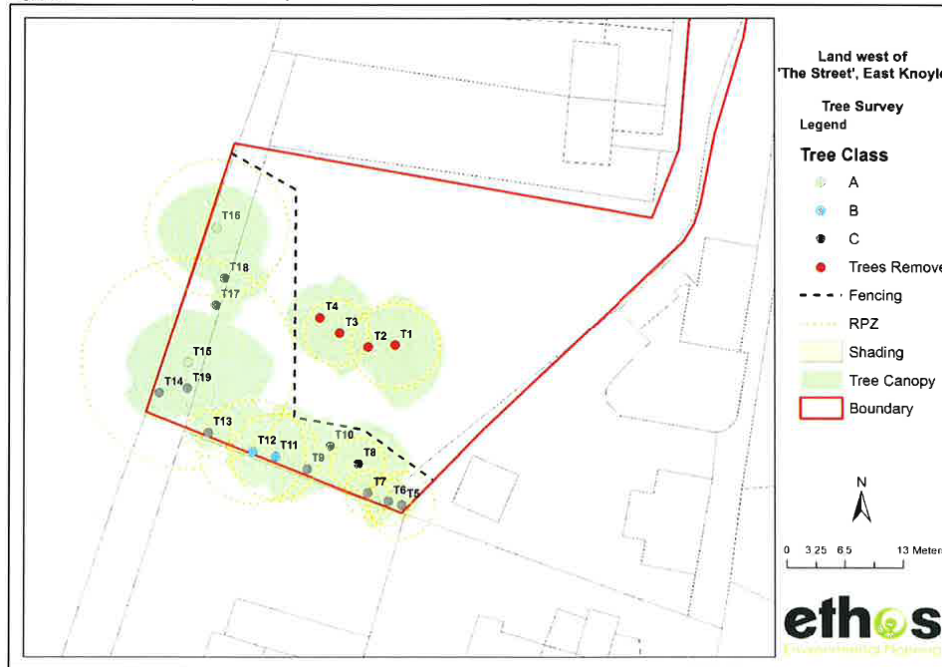 Land west of
'The Street', East Knoyle
Tree Survey
Legend
Tree Class
A
B
C
Trees Remove
Fencing
RPZ
Shading
Tree Canopy
Boundary
N
0 3.25 6.5 13 Meters
ethos
Environmental Planning
T16
T18
T17
T4
T3
T2
T1
T15
T14
T19
T13
T12
T11
T10
T9
T8
T7
T6
T5